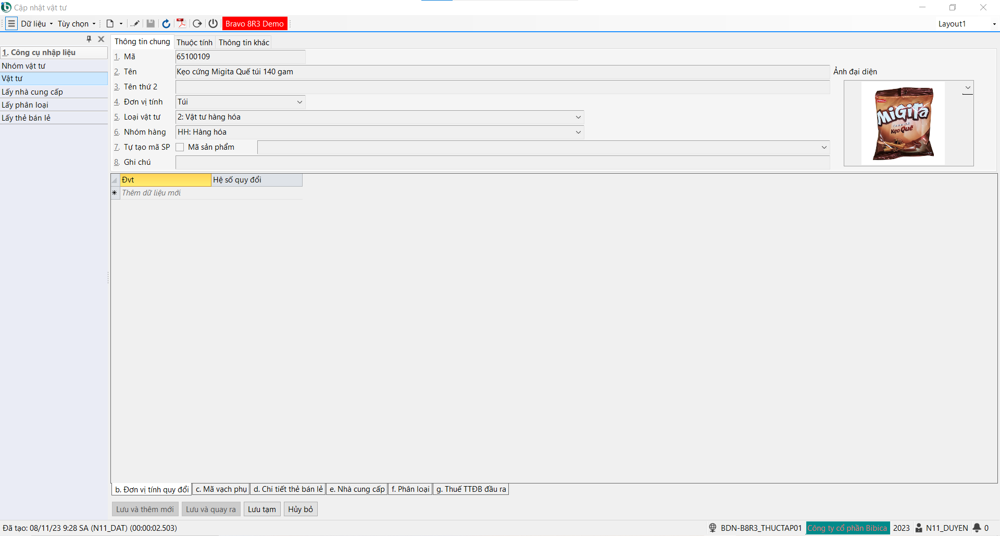 Cập nhật vật tư
Dữ liệu Tùy chọn Bravo 8R3 Demo Layout1
1. Công cụ nhập liệu
Nhóm vật tư
Vật tư
Lấy nhà cung cấp
Lấy phân loại
Lấy thẻ bán lẻ
Thông tin chung Thuộc tính Thông tin khác
1. Mã 65100109
2. Tên Kẹo cứng Migita Quế túi 140 gam
Ảnh đại diện
3. Tên thứ 2
4. Đơn vị tính Túi
5. Loại vật tư 2: Vật tư hàng hóa
6. Nhóm hàng HH: Hàng hóa
7. Tự tạo mã SP Mã sản phẩm
8. Ghi chú
MiGita
Kẹo Quế
Đvt Hệ số quy đổi
Thêm dữ liệu mới
b. Đơn vị tính quy đổi c. Mã vạch phụ d. Chi tiết thẻ bán lẻ e. Nhà cung cấp f. Phân loại g. Thuế TTĐB đầu ra
Lưu và thêm mới Lưu và quay ra Lưu tạm Hủy bỏ
Đã tạo: 08/11/23 9:28 SA (N11_DAT) (00:00:02.503) BDN-B8R3_THUCTAP01 Công ty cổ phần Bibica 2023 N11_DUYEN 0